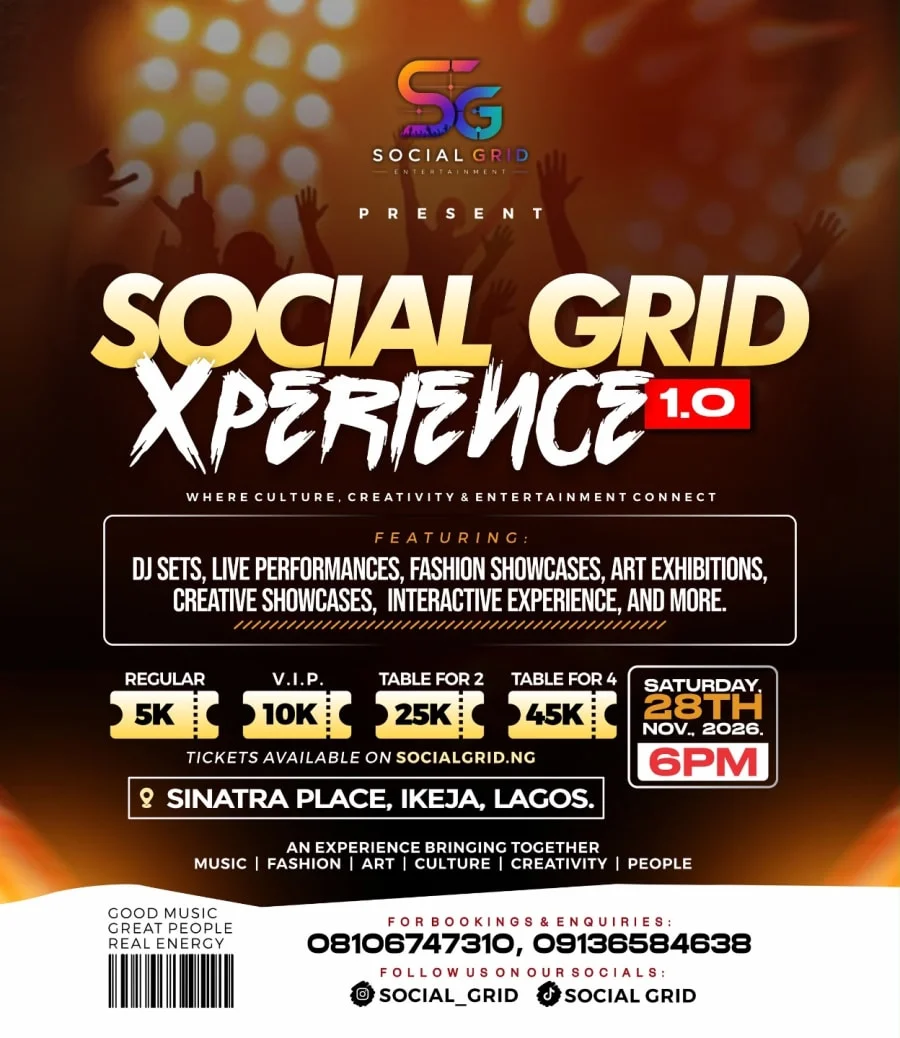 SG
SOCIAL GRID
ENTERTAINMENT
PRESENT
SOCIAL GRID
XPERIENCE 1.0
WHERE CULTURE, CREATIVITY & ENTERTAINMENT CONNECT
FEATURING:
DJ SETS, LIVE PERFORMANCES, FASHION SHOWCASES, ART EXHIBITIONS,
CREATIVE SHOWCASES, INTERACTIVE EXPERIENCE, AND MORE.
REGULAR
5K
V.I.P.
10K
TABLE FOR 2
25K
TABLE FOR 4
45K
TICKETS AVAILABLE ON SOCIALGRID.NG
SATURDAY,
28TH
NOV., 2026.
6PM
SINATRA PLACE, IKEJA, LAGOS.
AN EXPERIENCE BRINGING TOGETHER
MUSIC | FASHION | ART | CULTURE | CREATIVITY | PEOPLE
GOOD MUSIC
GREAT PEOPLE
REAL ENERGY
FOR BOOKINGS & ENQUIRIES:
08106747310, 09136584638
FOLLOW US ON OUR SOCIALS:
SOCIAL_GRID SOCIAL GRID